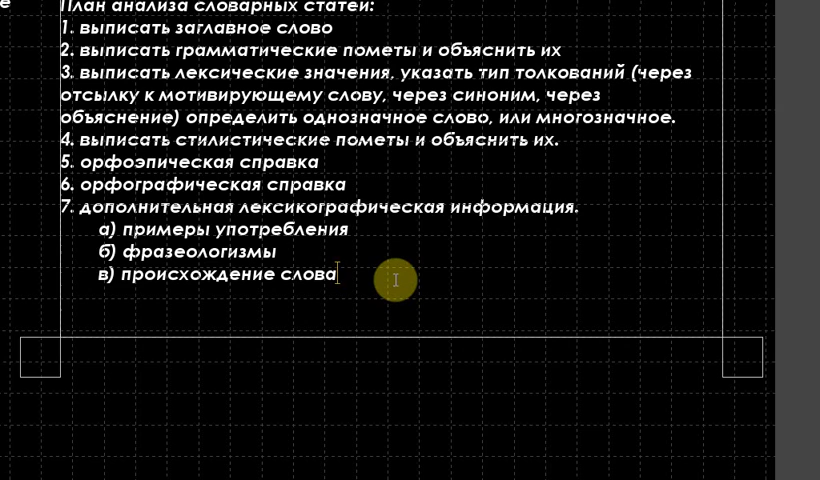 е
План анализа словарных статей:
1. выписать заглавное слово
2. выписать грамматические пометы и объяснить их
3. выписать лексические значения, указать тип толкований (через
отсылку к мотивирующему слову, через синоним, через
объяснение) определить однозначное слово, или многозначное.
4. выписать стилистические пометы и объяснить их.
5. орфоэпическая справка
6. орфографическая справка
7. дополнительная лексикографическая информация.
а) примеры употребления
б) фразеологизмы
в) происхождение слова